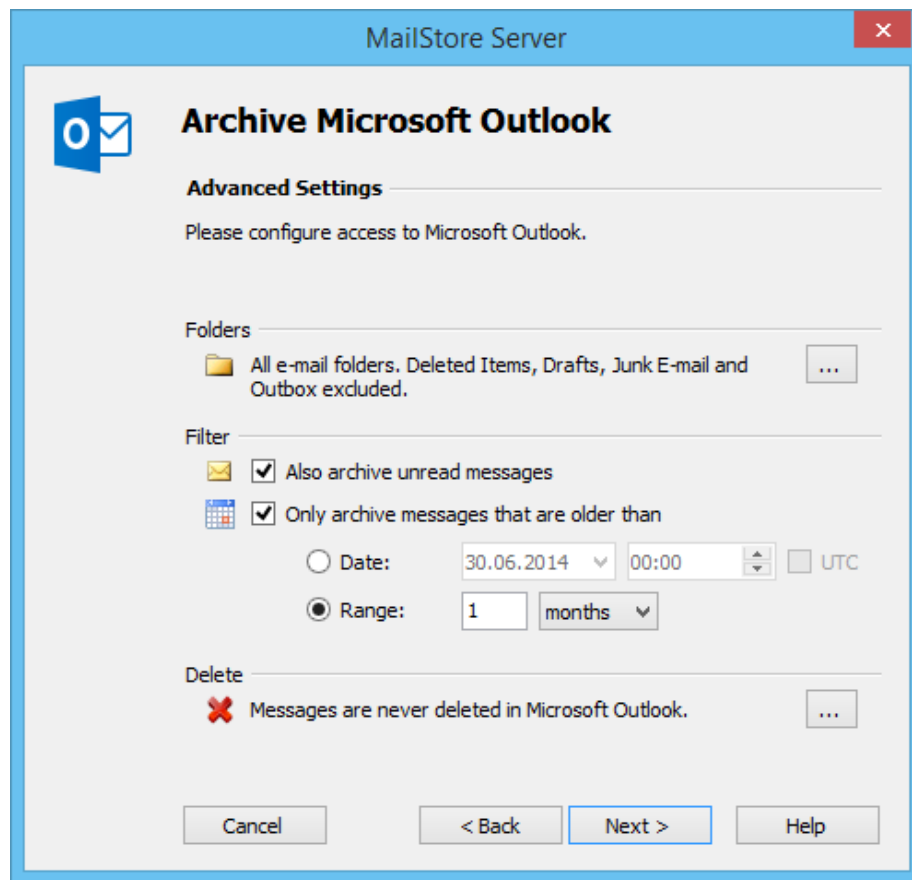 MailStore Server
Archive Microsoft Outlook
Advanced Settings
Please configure access to Microsoft Outlook.
Folders
All e-mail folders. Deleted Items, Drafts, Junk E-mail and
Outbox excluded.
...
Filter
Also archive unread messages
Only archive messages that are older than
Date: 30.06.2014 00:00 UTC
Range: 1 months
Delete
Messages are never deleted in Microsoft Outlook. ...
Cancel < Back Next > Help